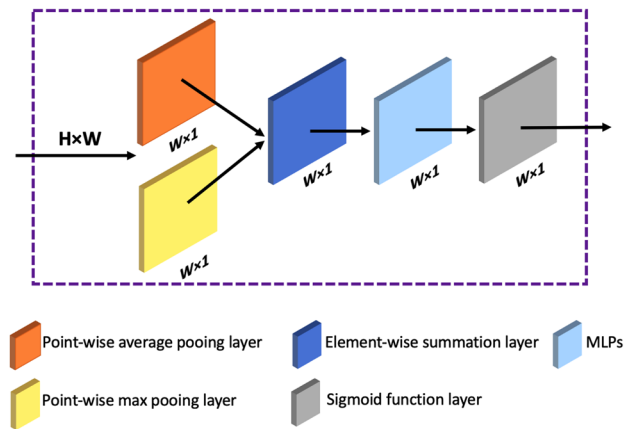 H×W
W×1
W×1
W×1
W×1
W×1
Point-wise average pooing layer
Element-wise summation layer
MLPs
Point-wise max pooing layer
Sigmoid function layer